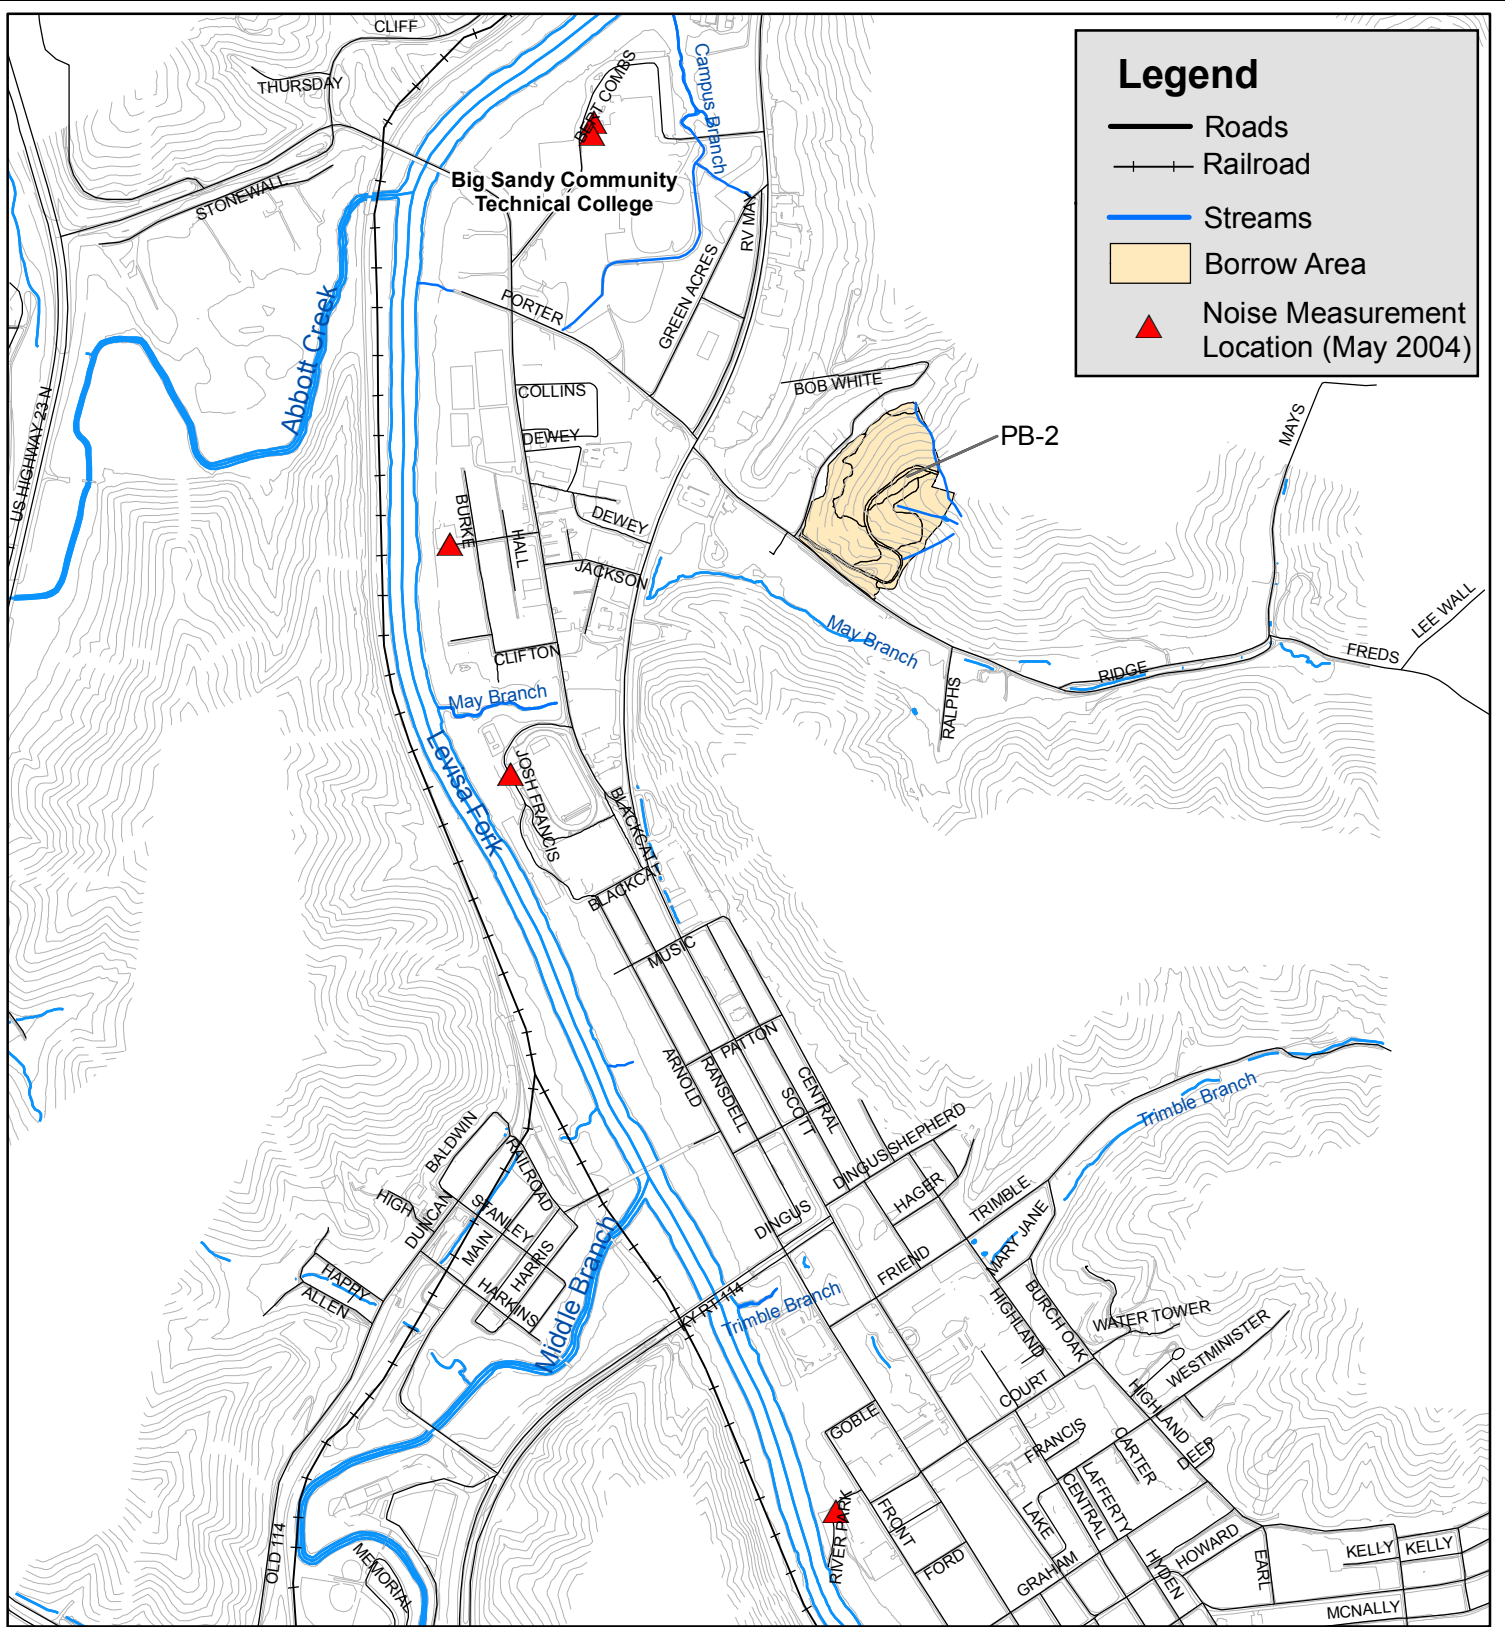 CLIFF
THURSDAY
BERT COMBS
Campus Branch
Legend
Roads
Railroad
Streams
Borrow Area
Noise Measurement
Location (May 2004)
Big Sandy Community
Technical College
STONEWALL
RV MAY
GREEN ACRES
PORTER
Abbott Creek
US HIGHWAY 23 N
COLLINS
BOB WHITE
MAYS
DEWEY
PB-2
BURKE
HALL
DEWEY
JACKSON
May Branch
LEE WALL
FREDS
RIDGE
RALPHS
CLIFTON
May Branch
Levisa Fork
JOSH FRANCIS
BLACKCAT
BLACKCAT
MUSIC
PATTON
ARNOLD
RANSDELL
SCOTT
CENTRAL
Trimble Branch
BALDWIN
RAILROAD
HIGH
DUNCAN
STANLEY
MAIN
HARRIS
HARKINS
HAPPY
ALLEN
Middle Branch
DINGUS
DINGUS
SHEPHERD
HAGER
TRIMBLE
MARY JANE
FRIEND
KY RT 114
Trimble Branch
HIGHLAND
BURCH OAK
WATER TOWER
WESTMINISTER
COURT
HIGHLAND
GOBLE
FRANCIS
CARTER
DEEP
LAFFERTY
CENTRAL
LAKE
FRONT
RIVER PARK
FORD
GRAHAM
HYDEN
HOWARD
EARL
KELLY
KELLY
MCNALLY
OLD 114
MEMORIAL